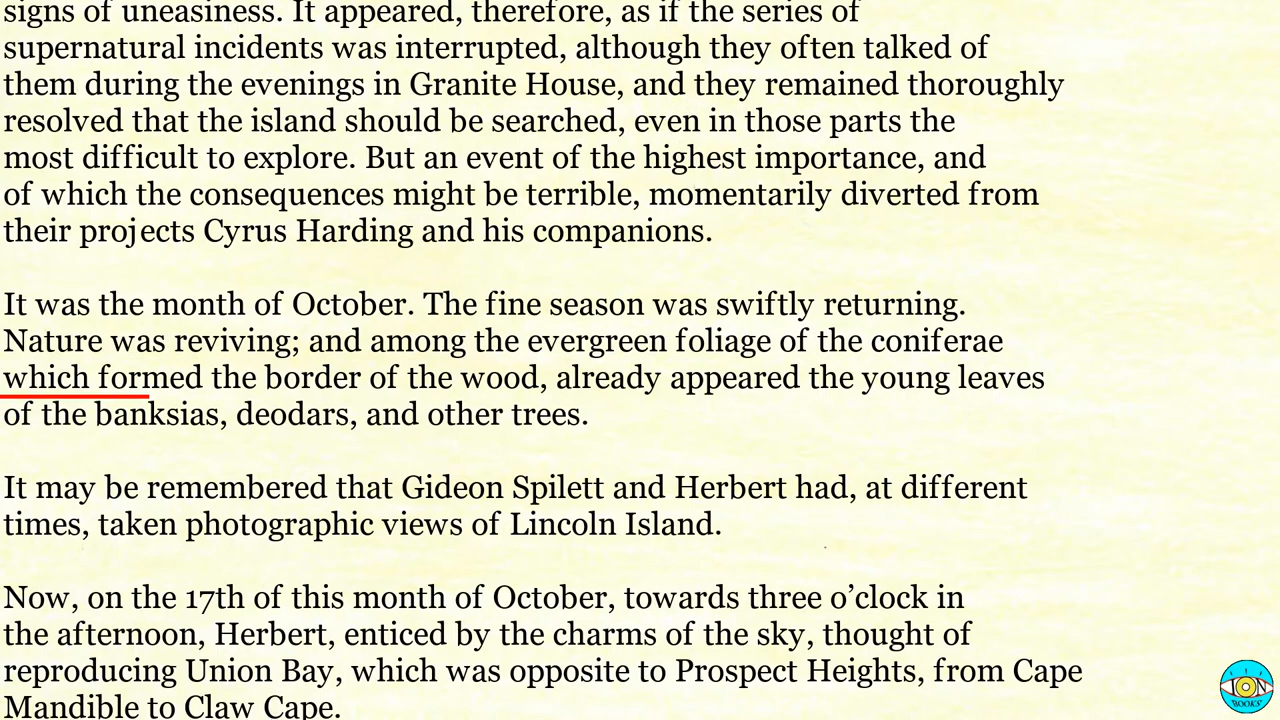 signs of uneasiness. It appeared, therefore, as if the series of
supernatural incidents was interrupted, although they often talked of
them during the evenings in Granite House, and they remained thoroughly
resolved that the island should be searched, even in those parts the
most difficult to explore. But an event of the highest importance, and
of which the consequences might be terrible, momentarily diverted from
their projects Cyrus Harding and his companions.
It was the month of October. The fine season was swiftly returning.
Nature was reviving; and among the evergreen foliage of the coniferae
which formed the border of the wood, already appeared the young leaves
of the banksias, deodars, and other trees.
It may be remembered that Gideon Spilett and Herbert had, at different
times, taken photographic views of Lincoln Island.
Now, on the 17th of this month of October, towards three o’clock in
the afternoon, Herbert, enticed by the charms of the sky, thought of
reproducing Union Bay, which was opposite to Prospect Heights, from Cape
Mandible to Claw Cape.
ION
BOOKS